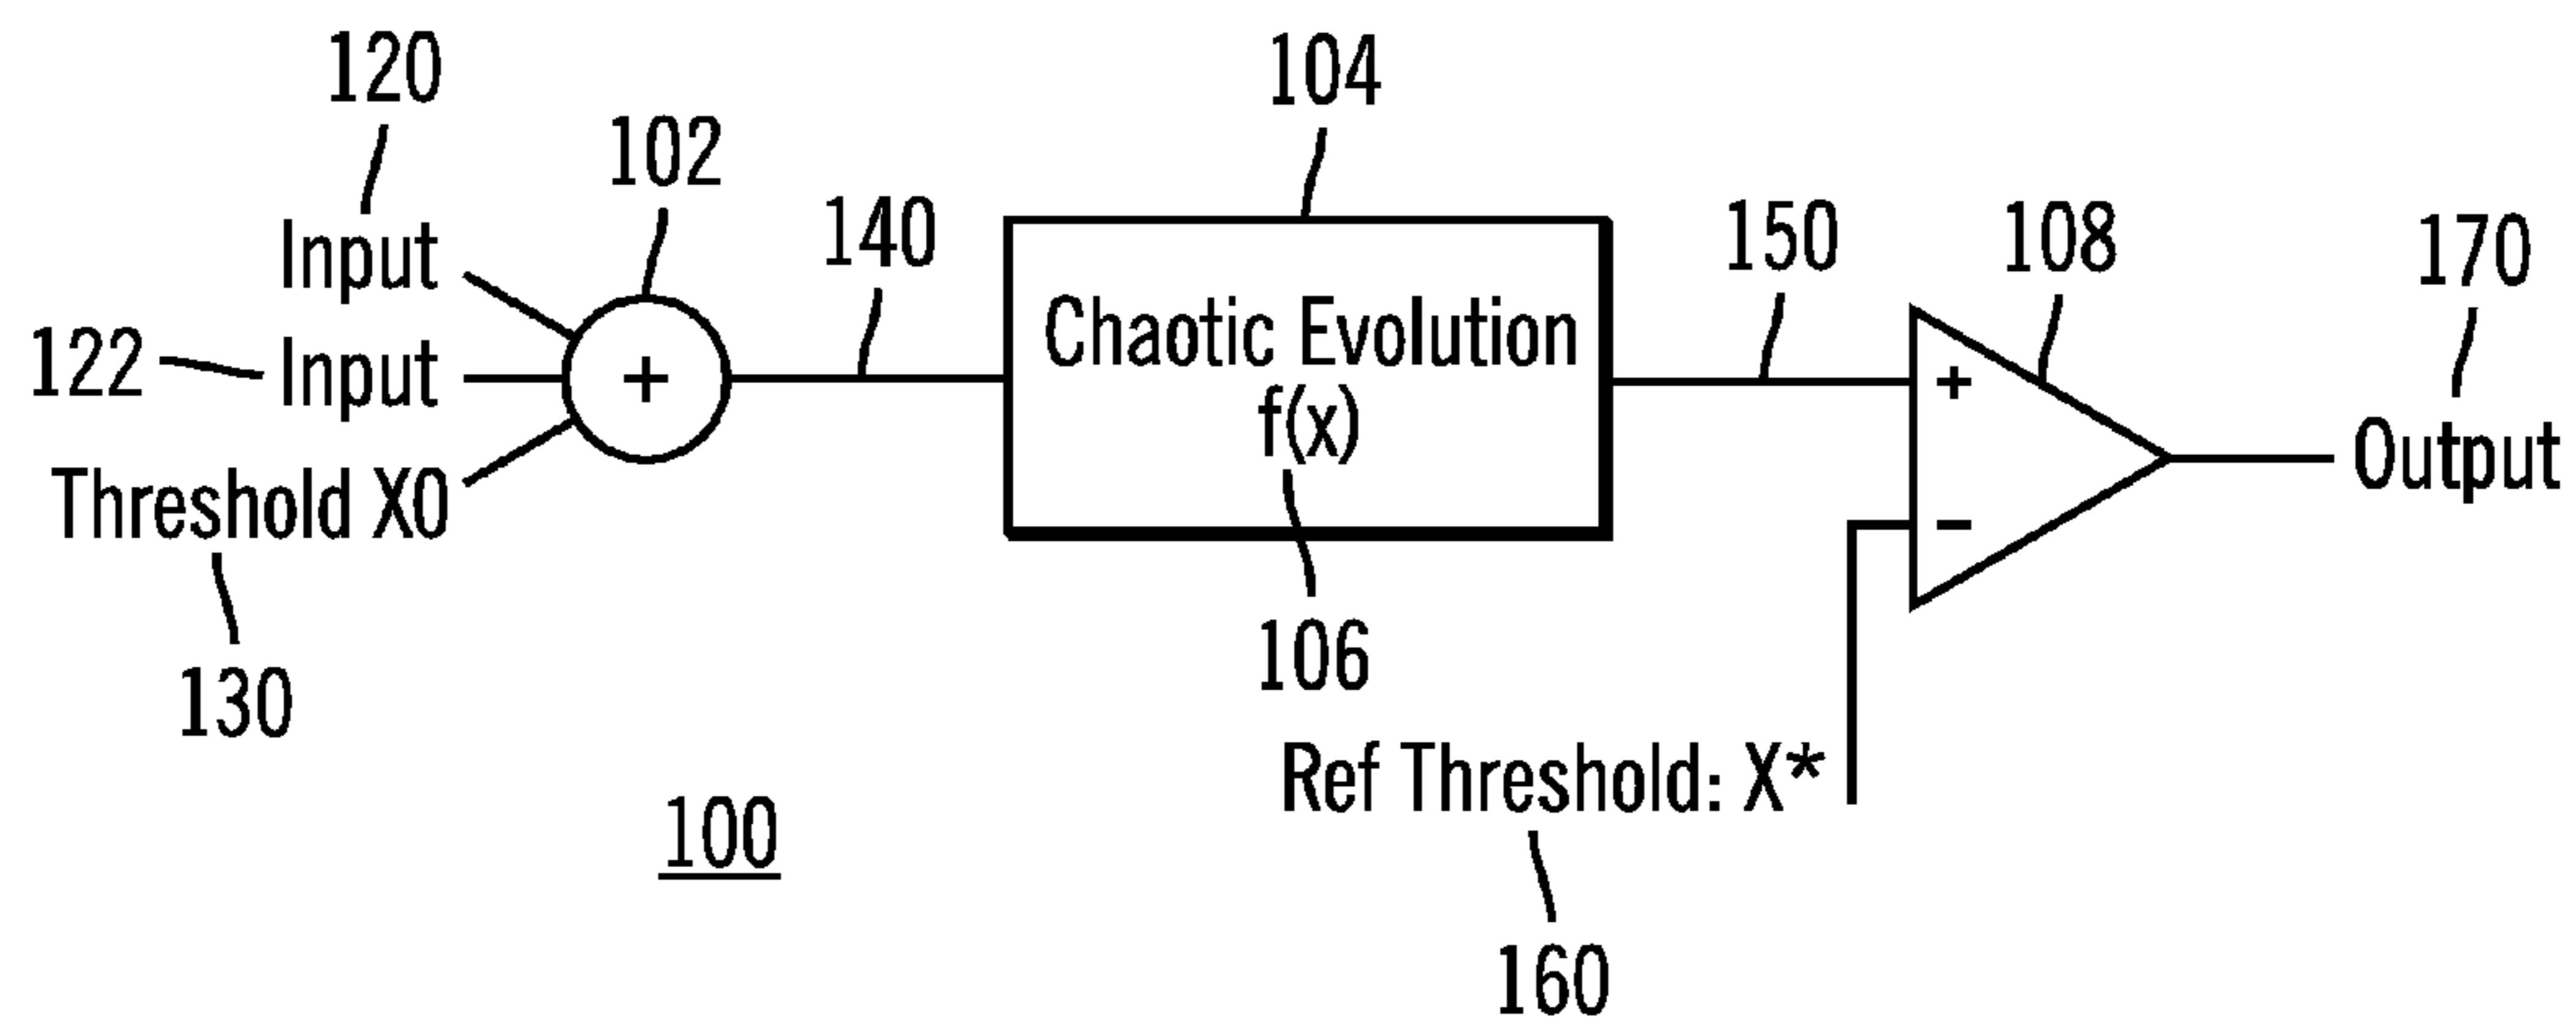 120
102
104
140
150
108
170
Input
122
Input
+
Chaotic Evolution
f(x)
+
−
Output
Threshold X0
130
106
Ref Threshold: X*
100
160